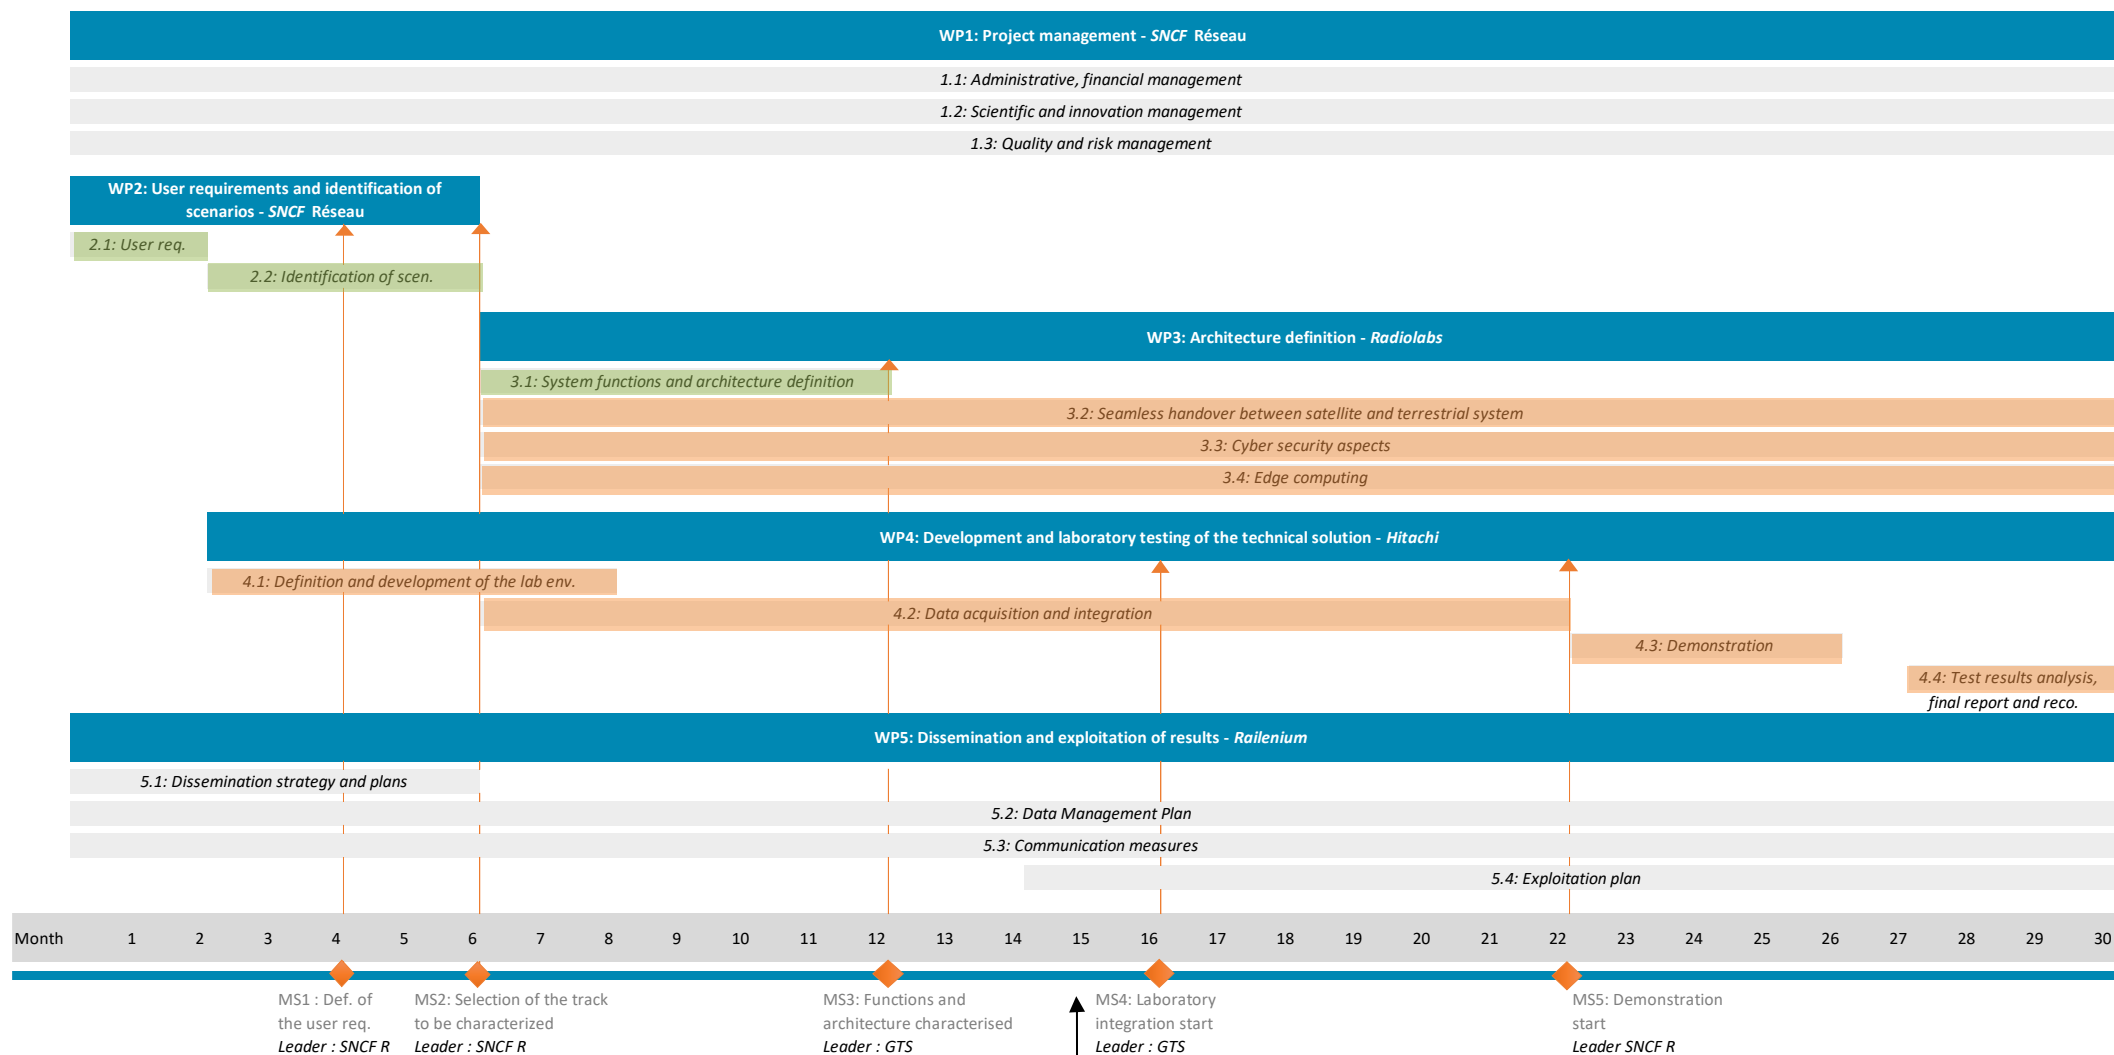 WP1: Project management - SNCF Réseau
1.1: Administrative, financial management
1.2: Scientific and innovation management
1.3: Quality and risk management
WP2: User requirements and identification of
scenarios - SNCF Réseau
2.1: User req.
2.2: Identification of scen.
WP3: Architecture definition - Radiolabs
3.1: System functions and architecture definition
3.2: Seamless handover between satellite and terrestrial system
3.3: Cyber security aspects
3.4: Edge computing
WP4: Development and laboratory testing of the technical solution - Hitachi
4.1: Definition and development of the lab env.
4.2: Data acquisition and integration
4.3: Demonstration
4.4: Test results analysis,
final report and reco.
WP5: Dissemination and exploitation of results - Railenium
5.1: Dissemination strategy and plans
5.2: Data Management Plan
5.3: Communication measures
5.4: Exploitation plan
Month 1 2 3 4 5 6 7 8 9 10 11 12 13 14 15 16 17 18 19 20 21 22 23 24 25 26 27 28 29 30
MS1 : Def. of
the user req.
Leader : SNCF R
MS2: Selection of the track
to be characterized
Leader : SNCF R
MS3: Functions and
architecture characterised
Leader : GTS
MS4: Laboratory
integration start
Leader : GTS
MS5: Demonstration
start
Leader SNCF R